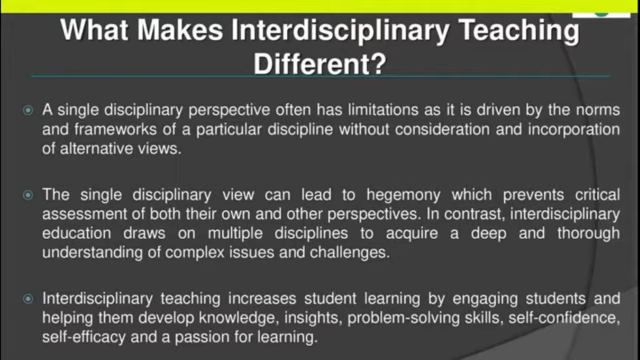 What Makes Interdisciplinary Teaching
Different?
A single disciplinary perspective often has limitations as it is driven by the norms
and frameworks of a particular discipline without consideration and incorporation
of alternative views.
The single disciplinary view can lead to hegemony which prevents critical
assessment of both their own and other perspectives. In contrast, interdisciplinary
education draws on multiple disciplines to acquire a deep and thorough
understanding of complex issues and challenges.
Interdisciplinary teaching increases student learning by engaging students and
helping them develop knowledge, insights, problem-solving skills, self-confidence,
self-efficacy and a passion for learning.